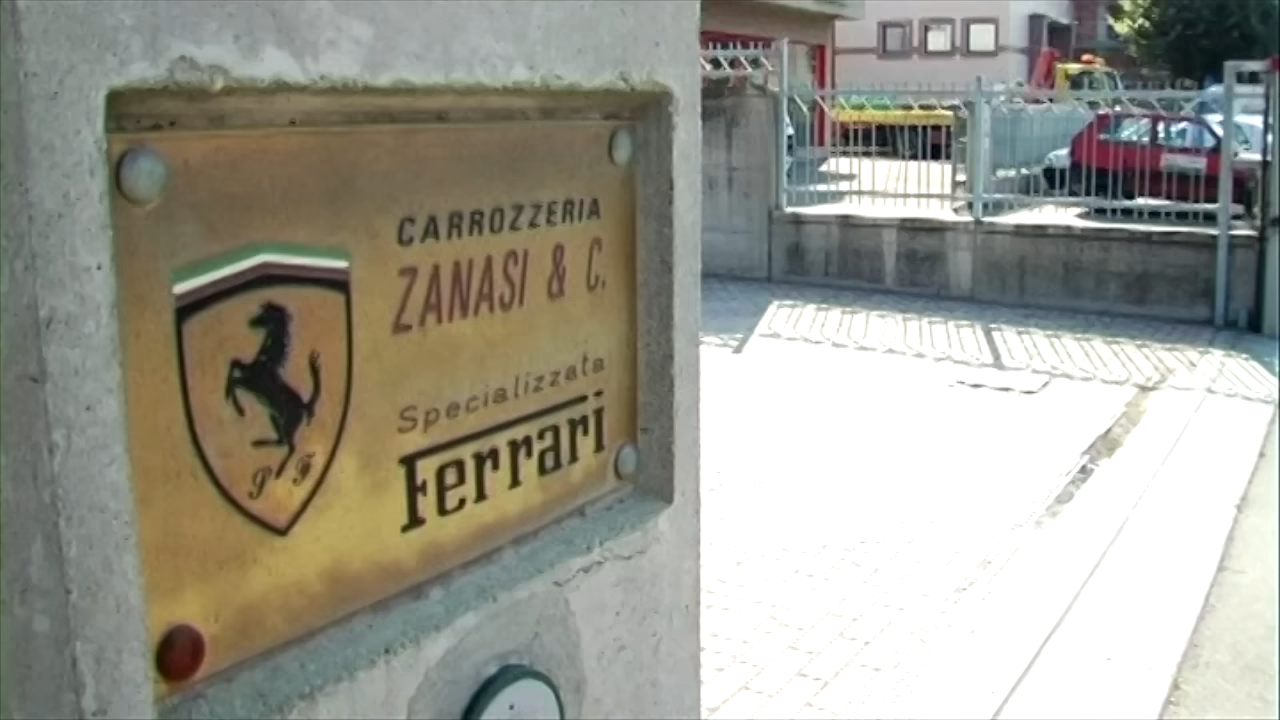 CARROZZERIA
ZANASI & C.
Specializzata
Ferrari
S F